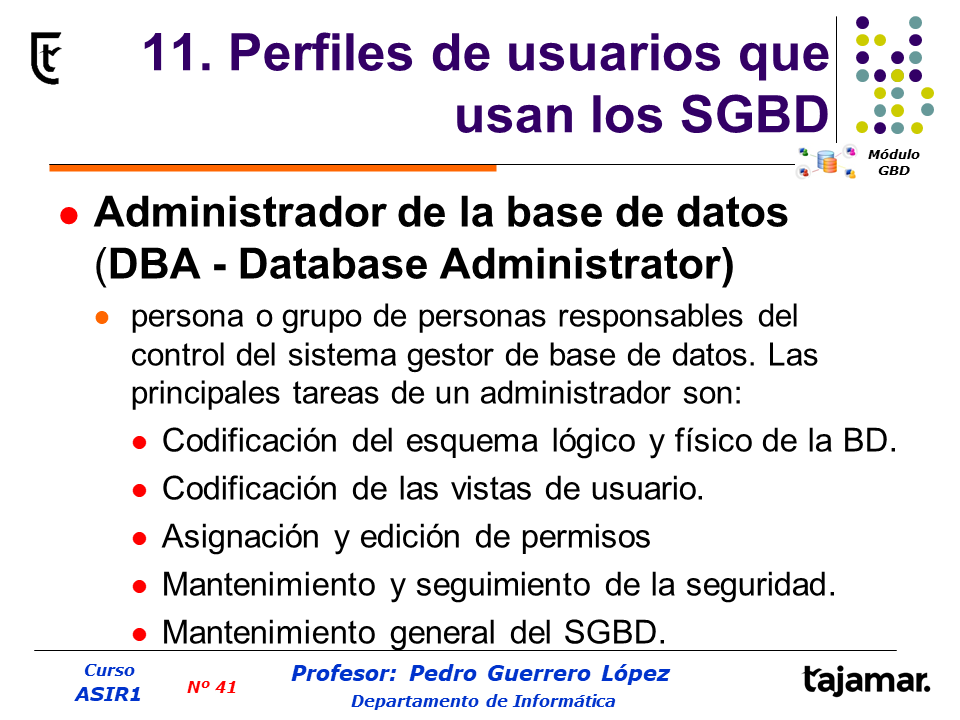 11. Perfiles de usuarios que
usan los SGBD
Módulo
GBD
Administrador de la base de datos
(DBA - Database Administrator)
persona o grupo de personas responsables del
control del sistema gestor de base de datos. Las
principales tareas de un administrador son:
Codificación del esquema lógico y físico de la BD.
Codificación de las vistas de usuario.
Asignación y edición de permisos
Mantenimiento y seguimiento de la seguridad.
Mantenimiento general del SGBD.
Curso
ASIR1
Nº 41
Profesor: Pedro Guerrero López
Departamento de Informática
tajamar.